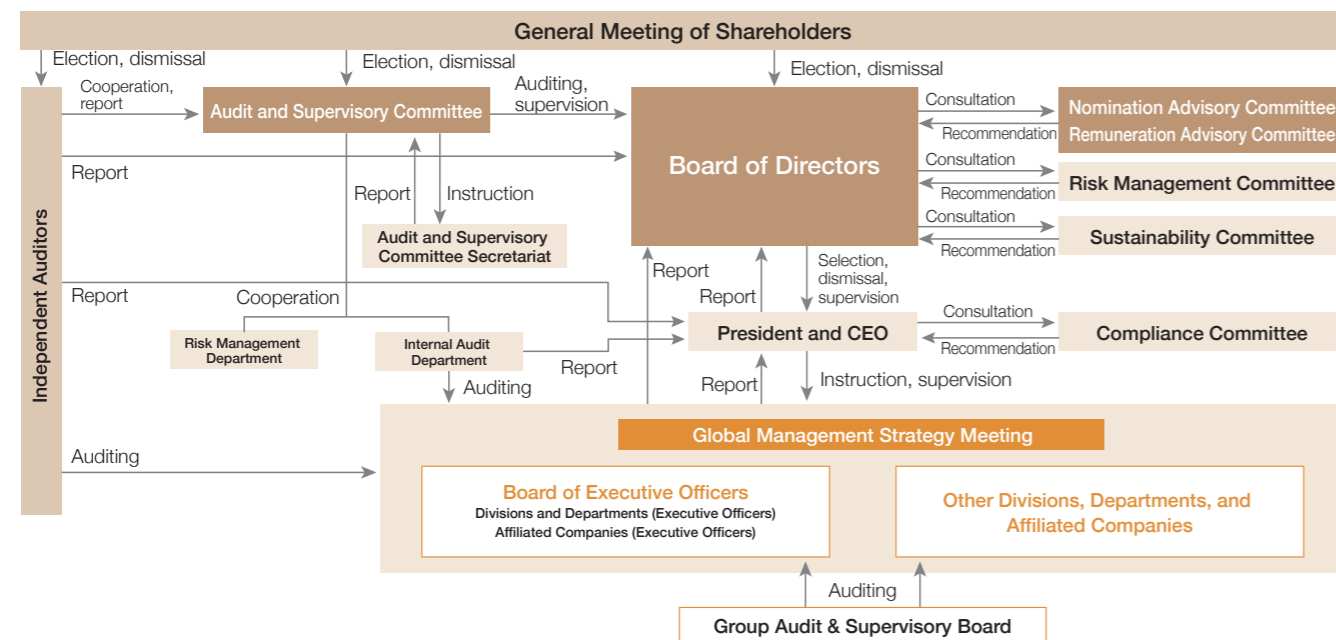 General Meeting of Shareholders
Election, dismissal
Election, dismissal
Election, dismissal
Cooperation,
report
Audit and Supervisory Committee
Auditing,
supervision
Board of Directors
Consultation
Recommendation
Nomination Advisory Committee
Remuneration Advisory Committee
Report
Consultation
Recommendation
Risk Management Committee
Report
Instruction
Audit and Supervisory
Committee Secretariat
Consultation
Recommendation
Sustainability Committee
Independent Auditors
Report
Cooperation
Report
Report
Selection,
dismissal,
supervision
Risk Management
Department
Internal Audit
Department
Report
President and CEO
Consultation
Recommendation
Compliance Committee
Auditing
Report
Instruction, supervision
Global Management Strategy Meeting
Auditing
Board of Executive Officers
Divisions and Departments (Executive Officers)
Affiliated Companies (Executive Officers)
Other Divisions, Departments, and
Affiliated Companies
Auditing
Group Audit & Supervisory Board